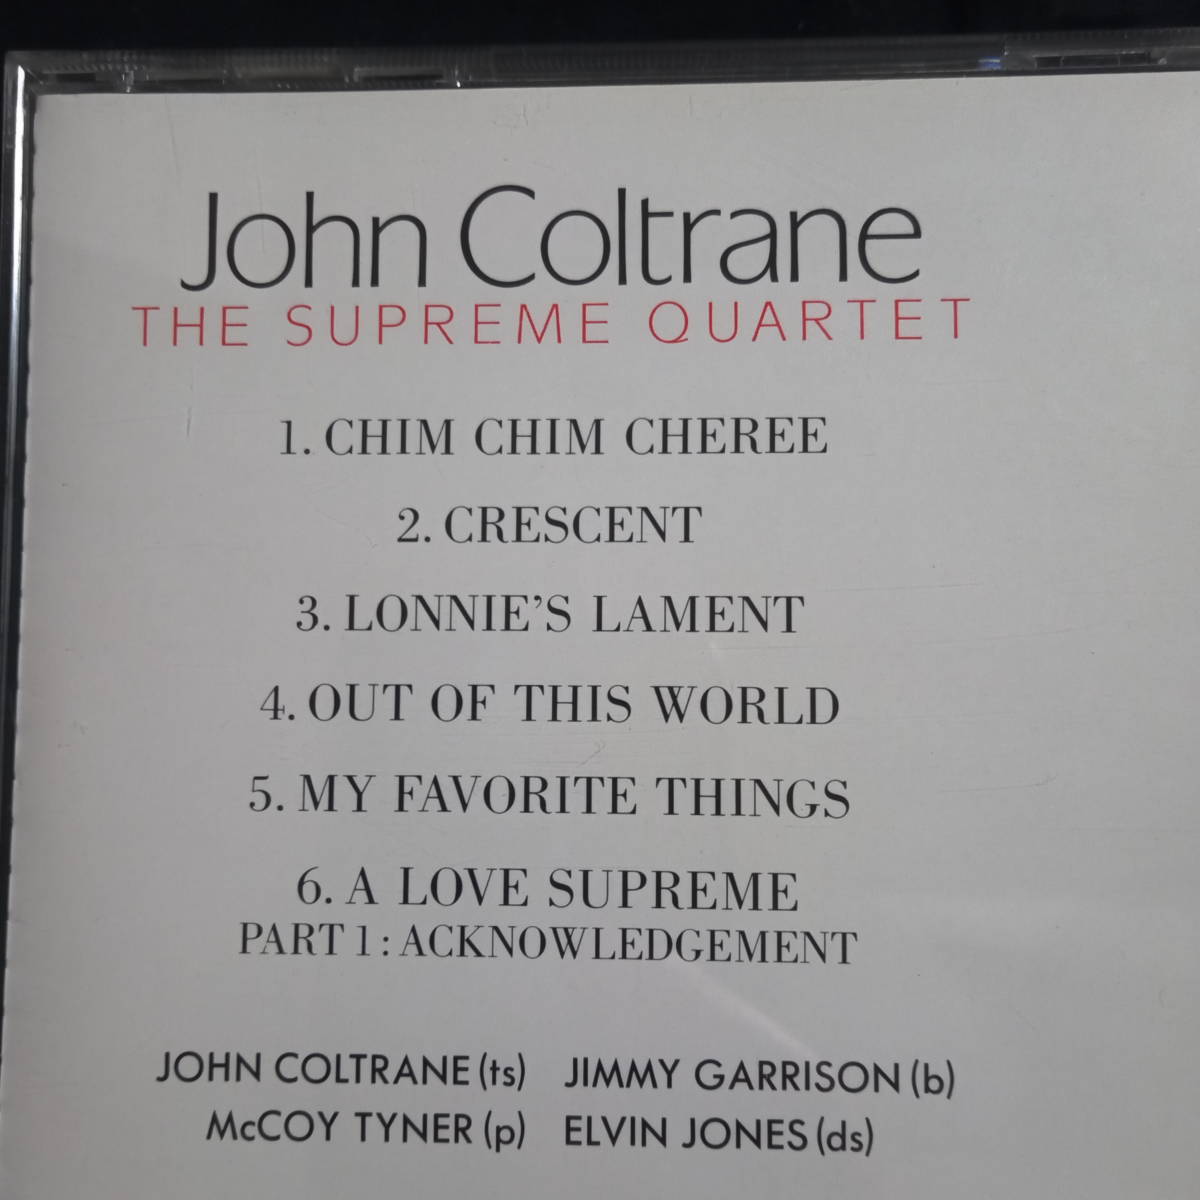 John Coltrane
THE SUPREME QUARTET
1. CHIM CHIM CHEREE
2. CRESCENT
3. LONNIE’S LAMENT
4. OUT OF THIS WORLD
5. MY FAVORITE THINGS
6. A LOVE SUPREME
PART 1 : ACKNOWLEDGEMENT
JOHN COLTRANE (ts) JIMMY GARRISON (b)
McCOY TYNER (p) ELVIN JONES (ds)